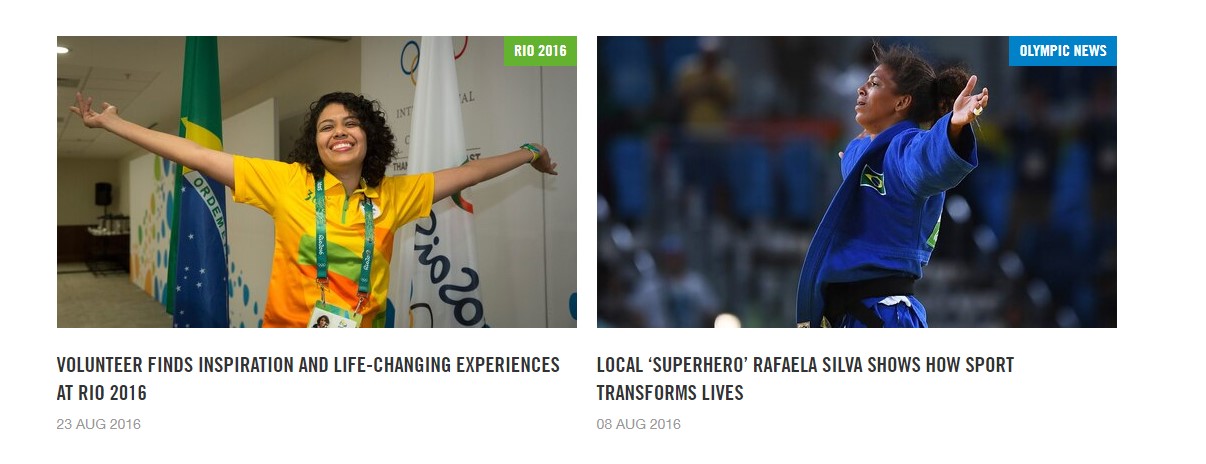 RIO 2016
OLYMPIC NEWS
ORDEM
VOLUNTEER FINDS INSPIRATION AND LIFE-CHANGING EXPERIENCES
AT RIO 2016
23 AUG 2016
LOCAL ‘SUPERHERO’ RAFAELA SILVA SHOWS HOW SPORT
TRANSFORMS LIVES
08 AUG 2016